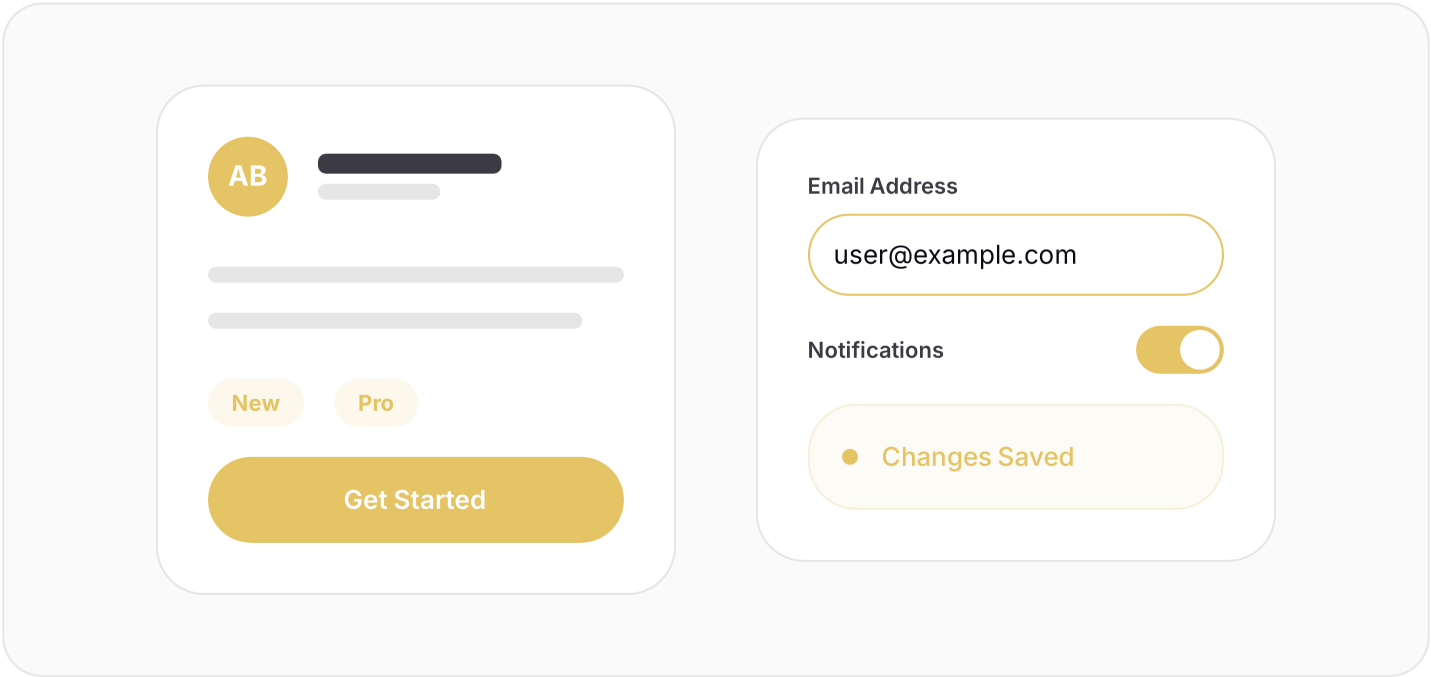 AB
New
Pro
Get Started
Email Address
user@example.com
Notifications
Changes Saved